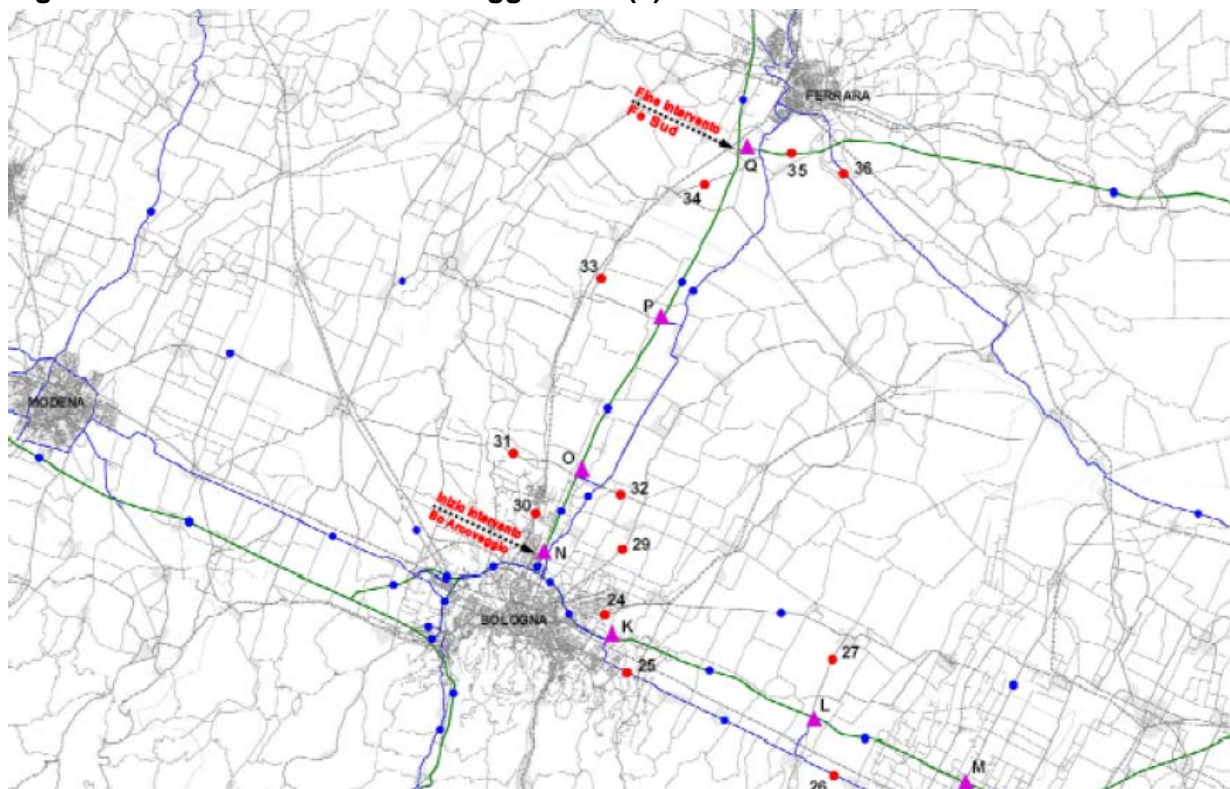 FERRARA
Fine intervento
Fe Sud
Q
35
36
34
33
P
MODENA
31
O
32
30
Inizio intervento
Bo Arcoveggio
N
29
24
BOLOGNA
K
25
27
L
M
26